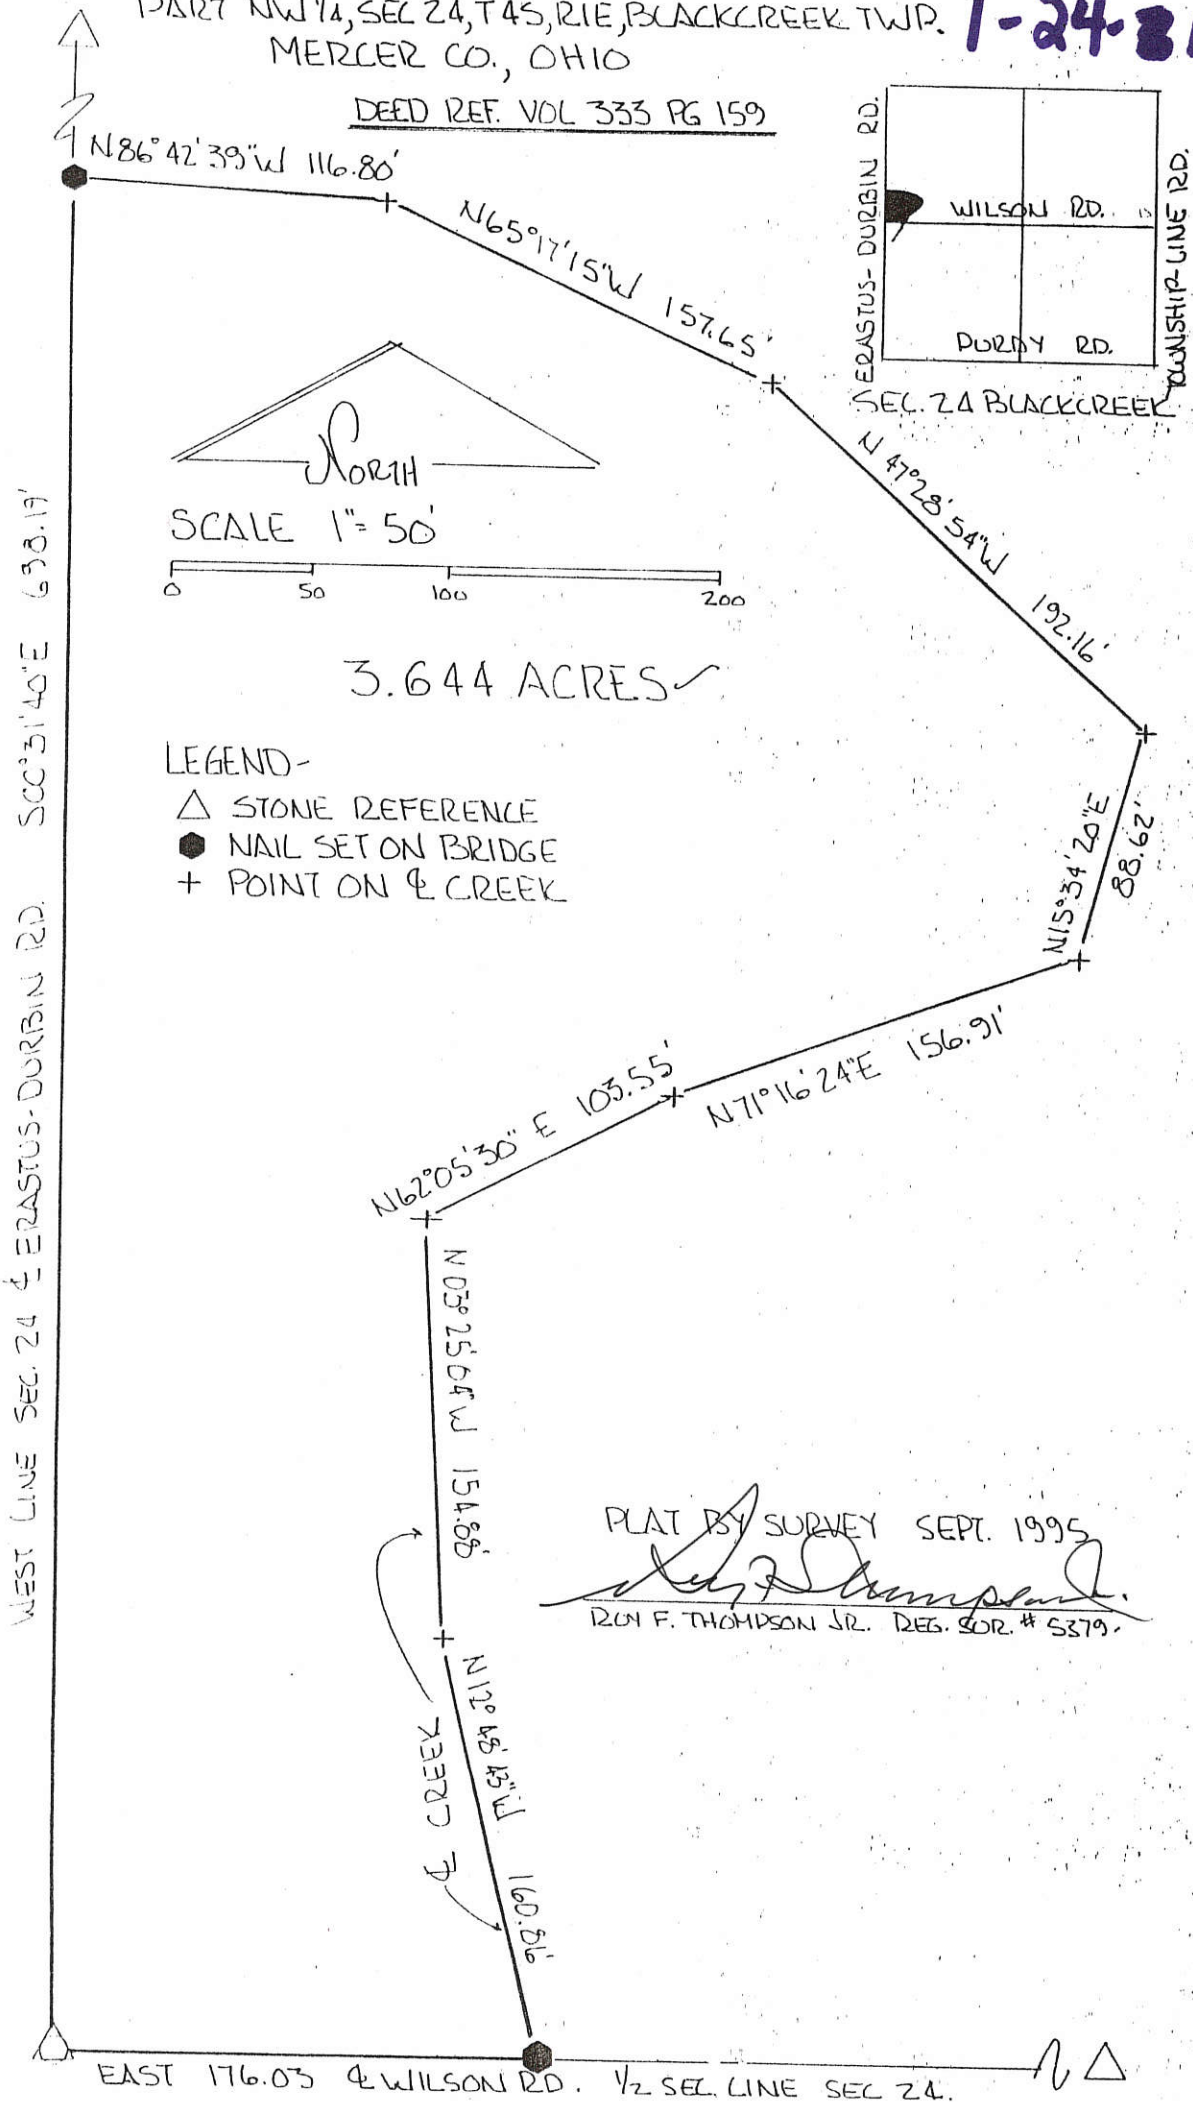 PART NW 1/4, SEC 24, T4S, R1E, BLACKCREEK TWP.
MERCER CO., OHIO
DEED REF. VOL 333 PG 159
N86°42'39"W 116.80'
N65°17'15"W 157.65'
ERASTUS-DURBIN RD.
WILSON RD.
TOWNSHIP-LINE RD.
PURDY RD.
SEC. 24 BLACKCREEK
N 47°28'54"W 192.16'
NORTH
SCALE 1"= 50'
0 50 100 200
3.644 ACRES
LEGEND-
△ STONE REFERENCE
NAIL SET ON BRIDGE
+ POINT ON ℄ CREEK
N15°34'20"E
88.62'
N71°16'24"E 156.91'
N62°05'30" E 103.55'
N 03°25'04"W 154.88'
WEST LINE SEC. 24 ℄ ERASTUS-DURBIN RD. S00°31'40"E 638.19'
PLAT BY SURVEY SEPT. 1995
ROY F. THOMPSON JR. REG. SUR. # 5379.
N12°48'43"W 160.86'
℄ CREEK
EAST 176.03 ℄ WILSON RD. 1/2 SEC. LINE SEC 24.